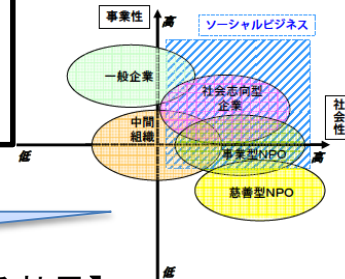 事業性
高
ソーシャルビジネス
一般企業
社会志向型
企業
中間
組織
社会性
低
事業型NPO
高
慈善型NPO
低